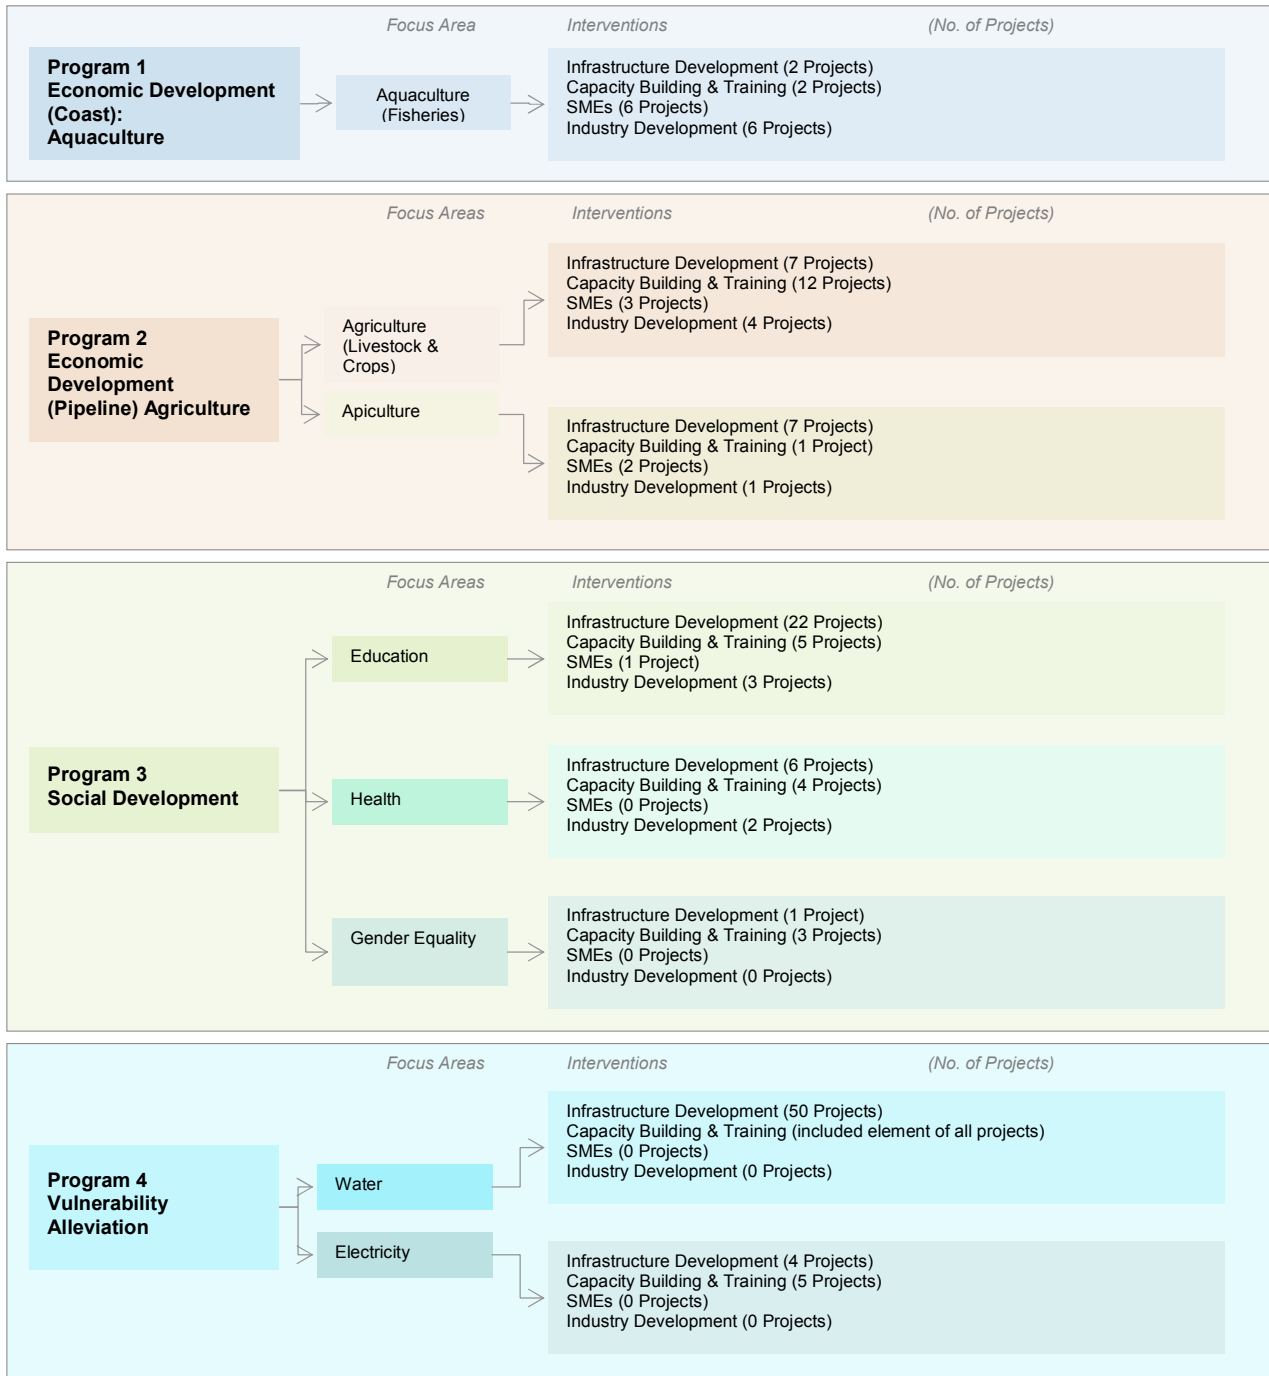 Focus Area Interventions (No. of Projects)
Program 1
Economic Development
(Coast):
Aquaculture
Aquaculture
(Fisheries)
Infrastructure Development (2 Projects)
Capacity Building & Training (2 Projects)
SMEs (6 Projects)
Industry Development (6 Projects)
Focus Areas Interventions (No. of Projects)
Program 2
Economic
Development
(Pipeline) Agriculture
Agriculture
(Livestock &
Crops)
Infrastructure Development (7 Projects)
Capacity Building & Training (12 Projects)
SMEs (3 Projects)
Industry Development (4 Projects)
Apiculture
Infrastructure Development (7 Projects)
Capacity Building & Training (1 Project)
SMEs (2 Projects)
Industry Development (1 Projects)
Focus Areas Interventions (No. of Projects)
Program 3
Social Development
Education
Infrastructure Development (22 Projects)
Capacity Building & Training (5 Projects)
SMEs (1 Project)
Industry Development (3 Projects)
Health
Infrastructure Development (6 Projects)
Capacity Building & Training (4 Projects)
SMEs (0 Projects)
Industry Development (2 Projects)
Gender Equality
Infrastructure Development (1 Project)
Capacity Building & Training (3 Projects)
SMEs (0 Projects)
Industry Development (0 Projects)
Focus Areas Interventions (No. of Projects)
Program 4
Vulnerability
Alleviation
Water
Infrastructure Development (50 Projects)
Capacity Building & Training (included element of all projects)
SMEs (0 Projects)
Industry Development (0 Projects)
Electricity
Infrastructure Development (4 Projects)
Capacity Building & Training (5 Projects)
SMEs (0 Projects)
Industry Development (0 Projects)